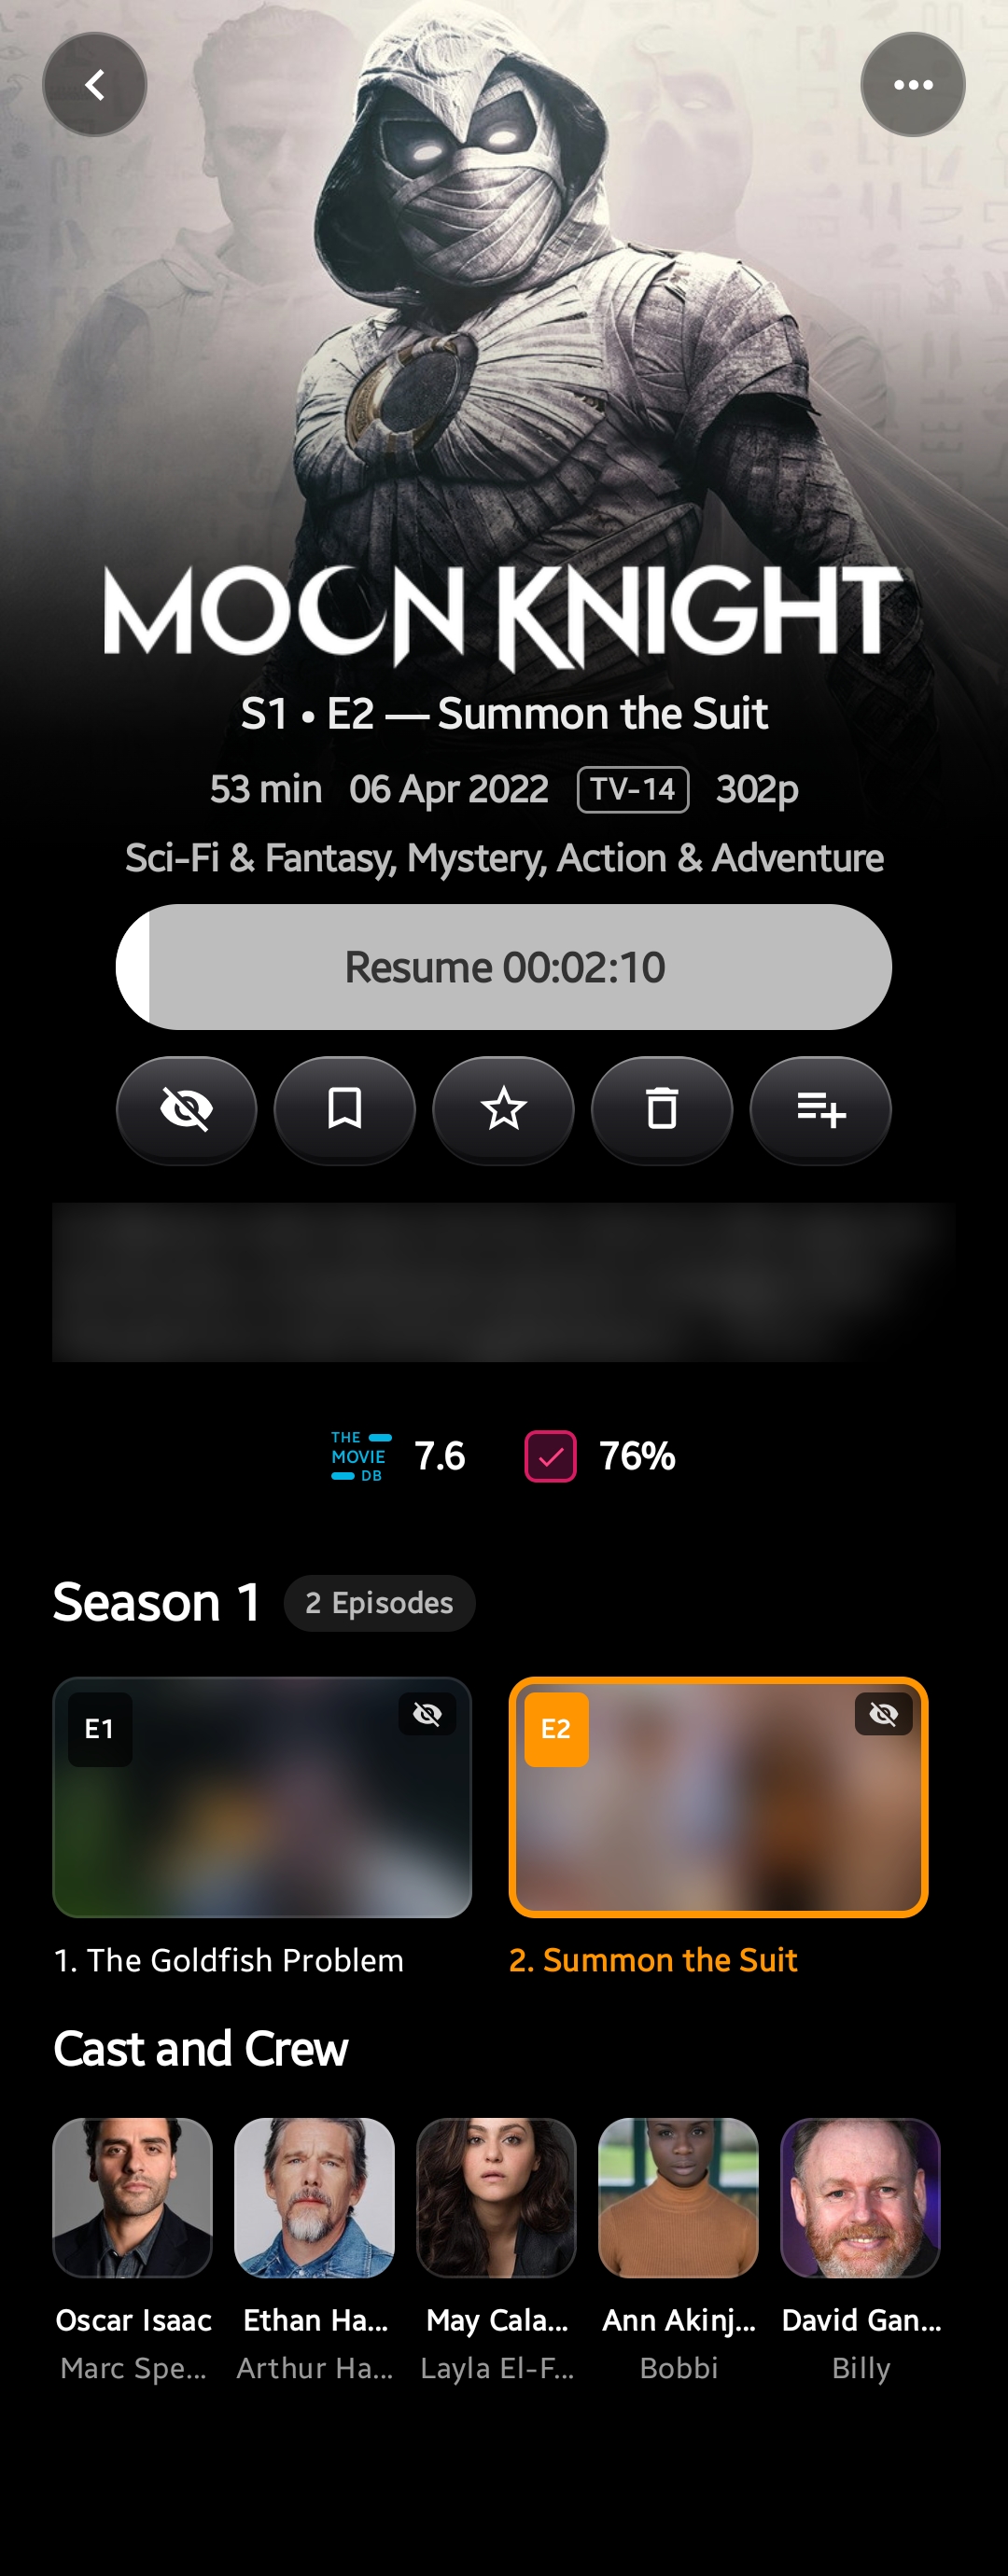 MOON KNIGHT
S1 • E2 — Summon the Suit
53 min 06 Apr 2022 TV-14 302p
Sci-Fi & Fantasy, Mystery, Action & Adventure
Resume 00:02:10
THE
MOVIE
DB
7.6
76%
Season 1 2 Episodes
E1
E2
1. The Goldfish Problem
2. Summon the Suit
Cast and Crew
Oscar Isaac Ethan Ha... May Cala... Ann Akinj... David Gan...
Marc Spe... Arthur Ha... Layla El-F... Bobbi Billy